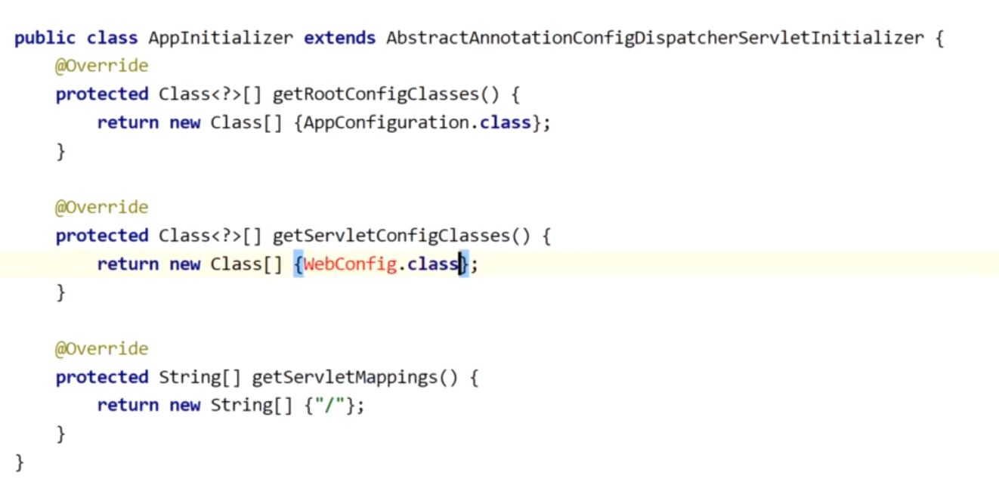 public class AppInitializer extends AbstractAnnotationConfigDispatcherServletInitializer {
    @Override
    protected Class<?>[] getRootConfigClasses() {
        return new Class[] {AppConfiguration.class};
    }

    @Override
    protected Class<?>[] getServletConfigClasses() {
        return new Class[] {WebConfig.class};
    }

    @Override
    protected String[] getServletMappings() {
        return new String[] {"/"};
    }
}